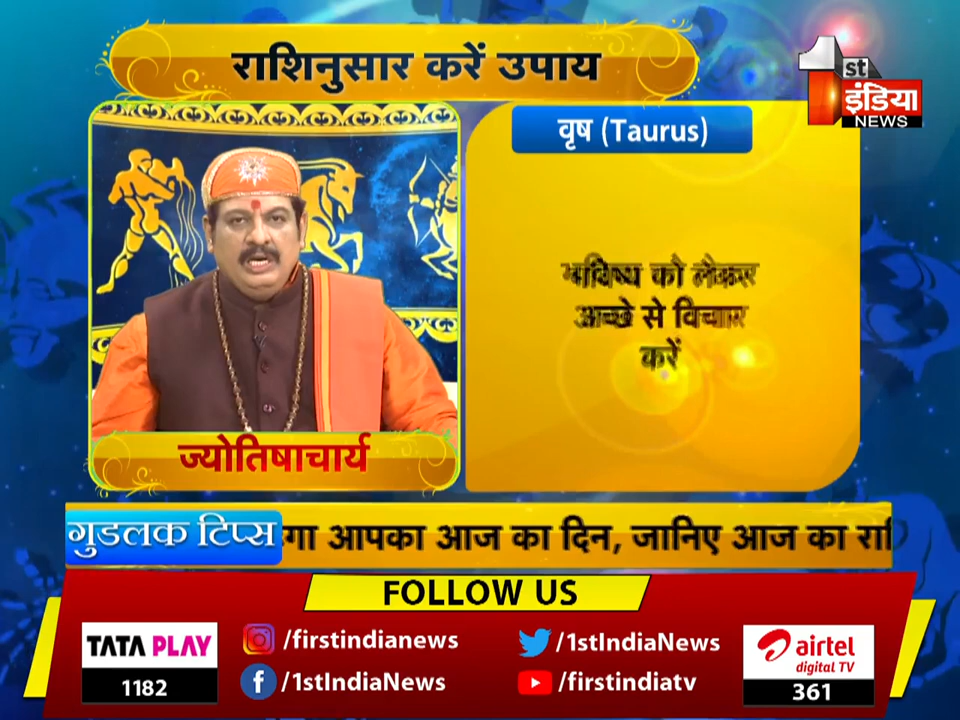 राशिनुसार करें उपाय
1st
इंडिया
NEWS
वृष (Taurus)
भविष्य को लेकर
अच्छे से विचार
करें
ज्योतिषाचार्य
गुडलक टिप्स
गा आपका आज का दिन, जानिए आज का
FOLLOW US
TATA PLAY
1182
/firstindianews
/1stIndiaNews
/1stIndiaNews
/firstindiatv
airtel
digital TV
361